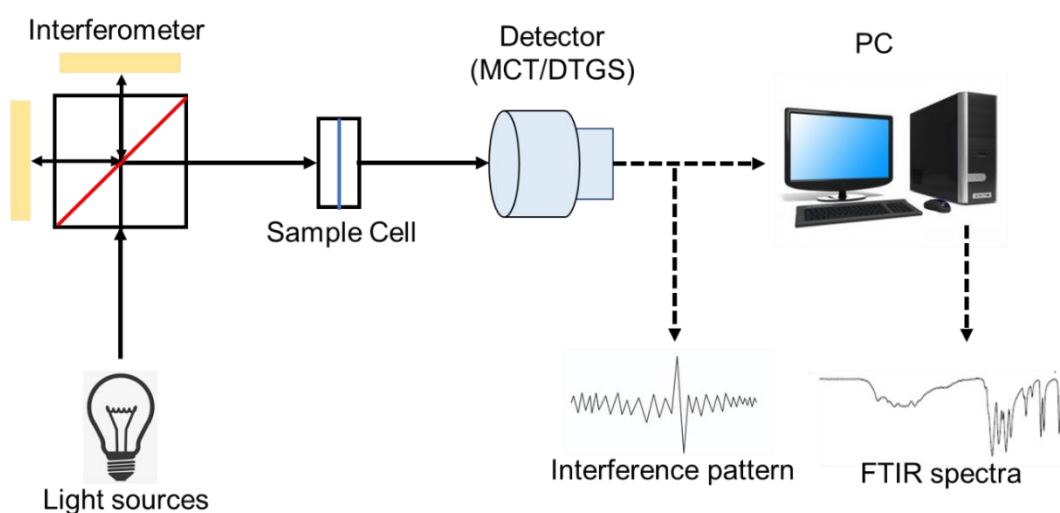 Interferometer
Detector
(MCT/DTGS)
PC
Sample Cell
Light sources
Interference pattern
FTIR spectra